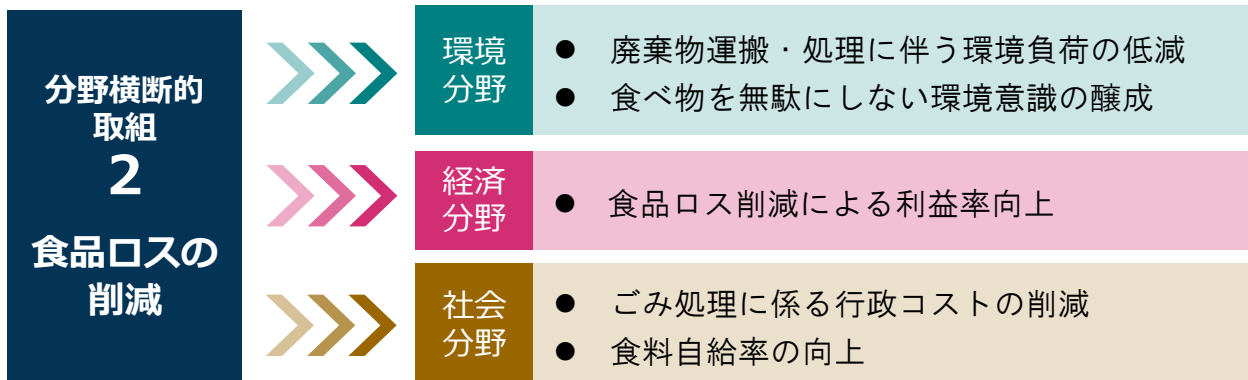 分野横断的
取組
2
食品ロスの
削減
環境
分野
● 廃棄物運搬・処理に伴う環境負荷の低減
● 食べ物を無駄にしない環境意識の醸成
経済
分野
● 食品ロス削減による利益率向上
社会
分野
● ごみ処理に係る行政コストの削減
● 食料自給率の向上